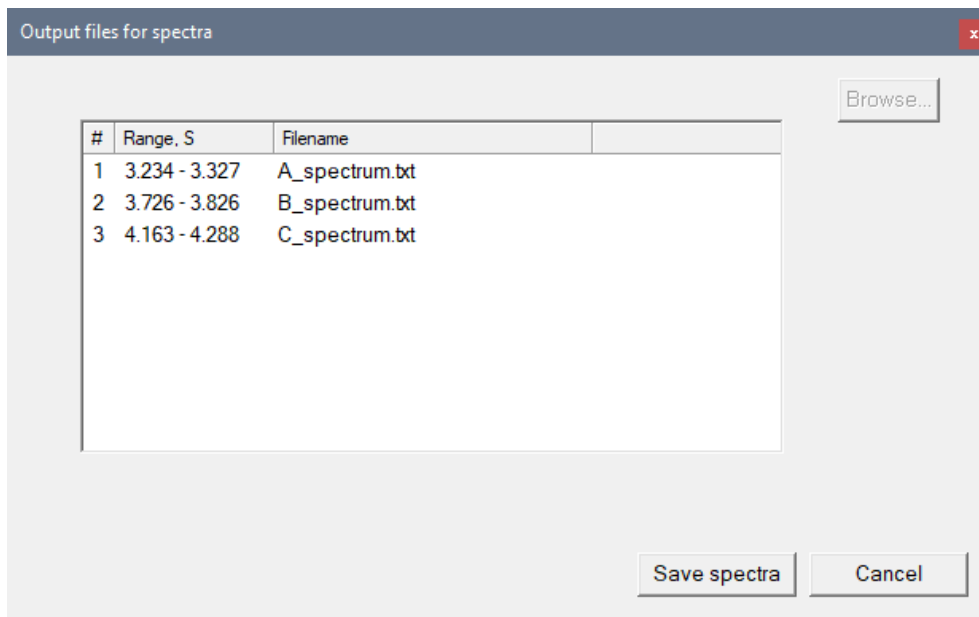 Output files for spectra
x
Browse...
# Range, S Filename
1 3.234 - 3.327 A_spectrum.txt
2 3.726 - 3.826 B_spectrum.txt
3 4.163 - 4.288 C_spectrum.txt
Save spectra Cancel